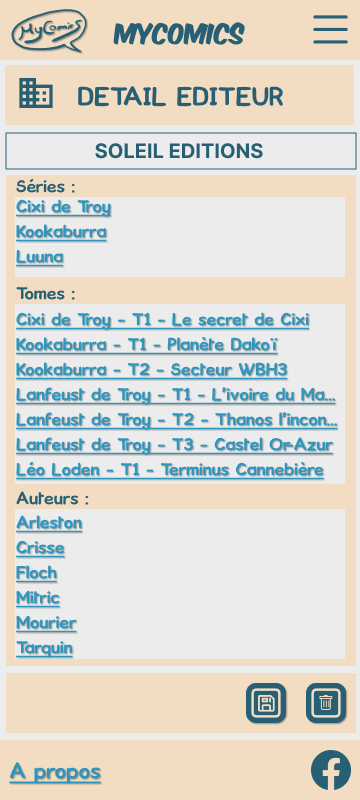 MyComics
MYCOMICS
DETAIL EDITEUR
SOLEIL EDITIONS
Séries :
Cixi de Troy
Kookaburra
Luuna
Tomes :
Cixi de Troy - T1 - Le secret de Cixi
Kookaburra - T1 - Planète Dakoï
Kookaburra - T2 - Secteur WBH3
Lanfeust de Troy - T1 - L'ivoire du Ma...
Lanfeust de Troy - T2 - Thanos l'incon...
Lanfeust de Troy - T3 - Castel Or-Azur
Léo Loden - T1 - Terminus Cannebière
Auteurs :
Arleston
Crisse
Floch
Mitric
Mourier
Tarquin
A propos